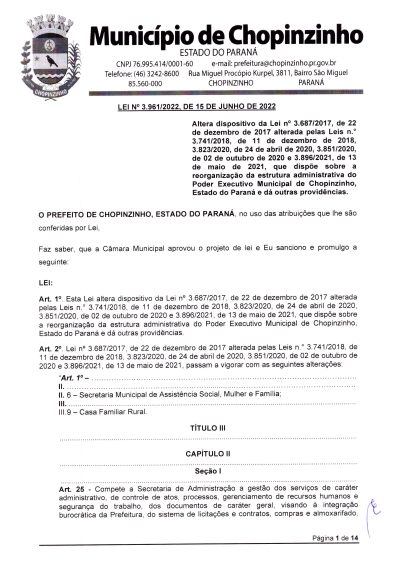 Município de Chopinzinho
ESTADO DO PARANÁ
CNPJ 76.995.414/0001-60 e-mail: prefeitura@chopinzinho.pr.gov.br
Telefone: (46) 3242-8600 Rua Miguel Procópio Kurpel, 3811, Bairro São Miguel
85.560-000 CHOPINZINHO PARANÁ
CHOPINZINHO
LEI Nº 3.961/2022, DE 15 DE JUNHO DE 2022
Altera dispositivo da Lei nº 3.687/2017, de 22
de dezembro de 2017 alterada pelas Leis n.°
3.741/2018, de 11 de dezembro de 2018,
3.823/2020, de 24 de abril de 2020, 3.851/2020,
de 02 de outubro de 2020 e 3.896/2021, de 13
de maio de 2021, que dispõe sobre a
reorganização da estrutura administrativa do
Poder Executivo Municipal de Chopinzinho,
Estado do Paraná e dá outras providências.
O PREFEITO DE CHOPINZINHO, ESTADO DO PARANÁ, no uso das atribuições que lhe são
conferidas por Lei,
Faz saber, que a Câmara Municipal aprovou o projeto de lei e Eu sanciono e promulgo a
seguinte:
LEI:
Art. 1º. Esta Lei altera dispositivo da Lei nº 3.687/2017, de 22 de dezembro de 2017 alterada
pelas Leis n.° 3.741/2018, de 11 de dezembro de 2018, 3.823/2020, de 24 de abril de 2020,
3.851/2020, de 02 de outubro de 2020 e 3.896/2021, de 13 de maio de 2021, que dispõe sobre
a reorganização da estrutura administrativa do Poder Executivo Municipal de Chopinzinho,
Estado do Paraná e dá outras providências.
Art. 2º. Lei nº 3.687/2017, de 22 de dezembro de 2017 alterada pelas Leis n.° 3.741/2018, de
11 de dezembro de 2018, 3.823/2020, de 24 de abril de 2020, 3.851/2020, de 02 de outubro de
2020 e 3.896/2021, de 13 de maio de 2021, passam a vigorar com as seguintes alterações:
"Art. 1º – ..........
II. ..........
II. 6 – Secretaria Municipal de Assistência Social, Mulher e Família;
III. ..........
III.9 – Casa Familiar Rural.
..........
TÍTULO III
..........
CAPÍTULO II
..........
Seção I
..........
Art. 25 - Compete a Secretaria de Administração a gestão dos serviços de caráter
administrativo, de controle de atos, processos, gerenciamento de recursos humanos e
segurança do trabalho, dos documentos de caráter geral, visando à integração
burocrática da Prefeitura, do sistema de licitações e contratos, compras e almoxarifado,
Página 1 de 14